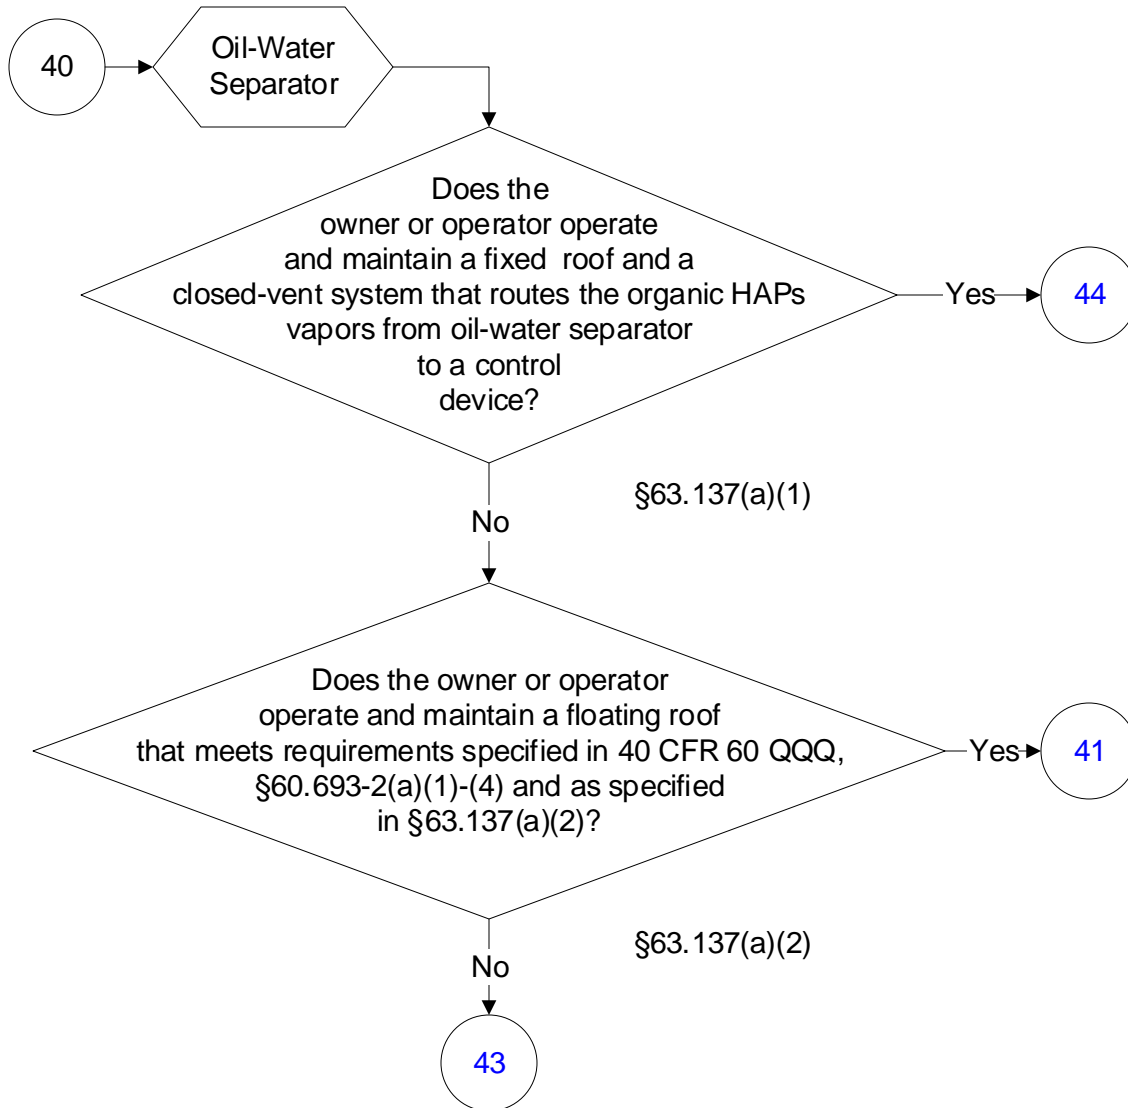 40
Oil-Water
Separator
Does the
owner or operator operate
and maintain a fixed roof and a
closed-vent system that routes the organic HAPs
vapors from oil-water separator
to a control
device?
Yes
44
§63.137(a)(1)
No
Does the owner or operator
operate and maintain a floating roof
that meets requirements specified in 40 CFR 60 QQQ,
§60.693-2(a)(1)-(4) and as specified
in §63.137(a)(2)?
Yes
41
§63.137(a)(2)
No
43